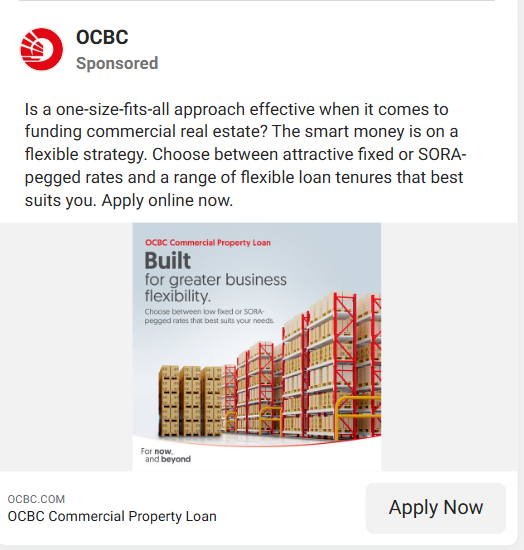 OCBC
Sponsored
Is a one-size-fits-all approach effective when it comes to
funding commercial real estate? The smart money is on a
flexible strategy. Choose between attractive fixed or SORA-
pegged rates and a range of flexible loan tenures that best
suits you. Apply online now.
OCBC Commercial Property Loan
Built
for greater business
flexibility.
Choose between low fixed or SORA-
pegged rates that best suits your needs.
For now,
and beyond
OCBC.COM
OCBC Commercial Property Loan
Apply Now